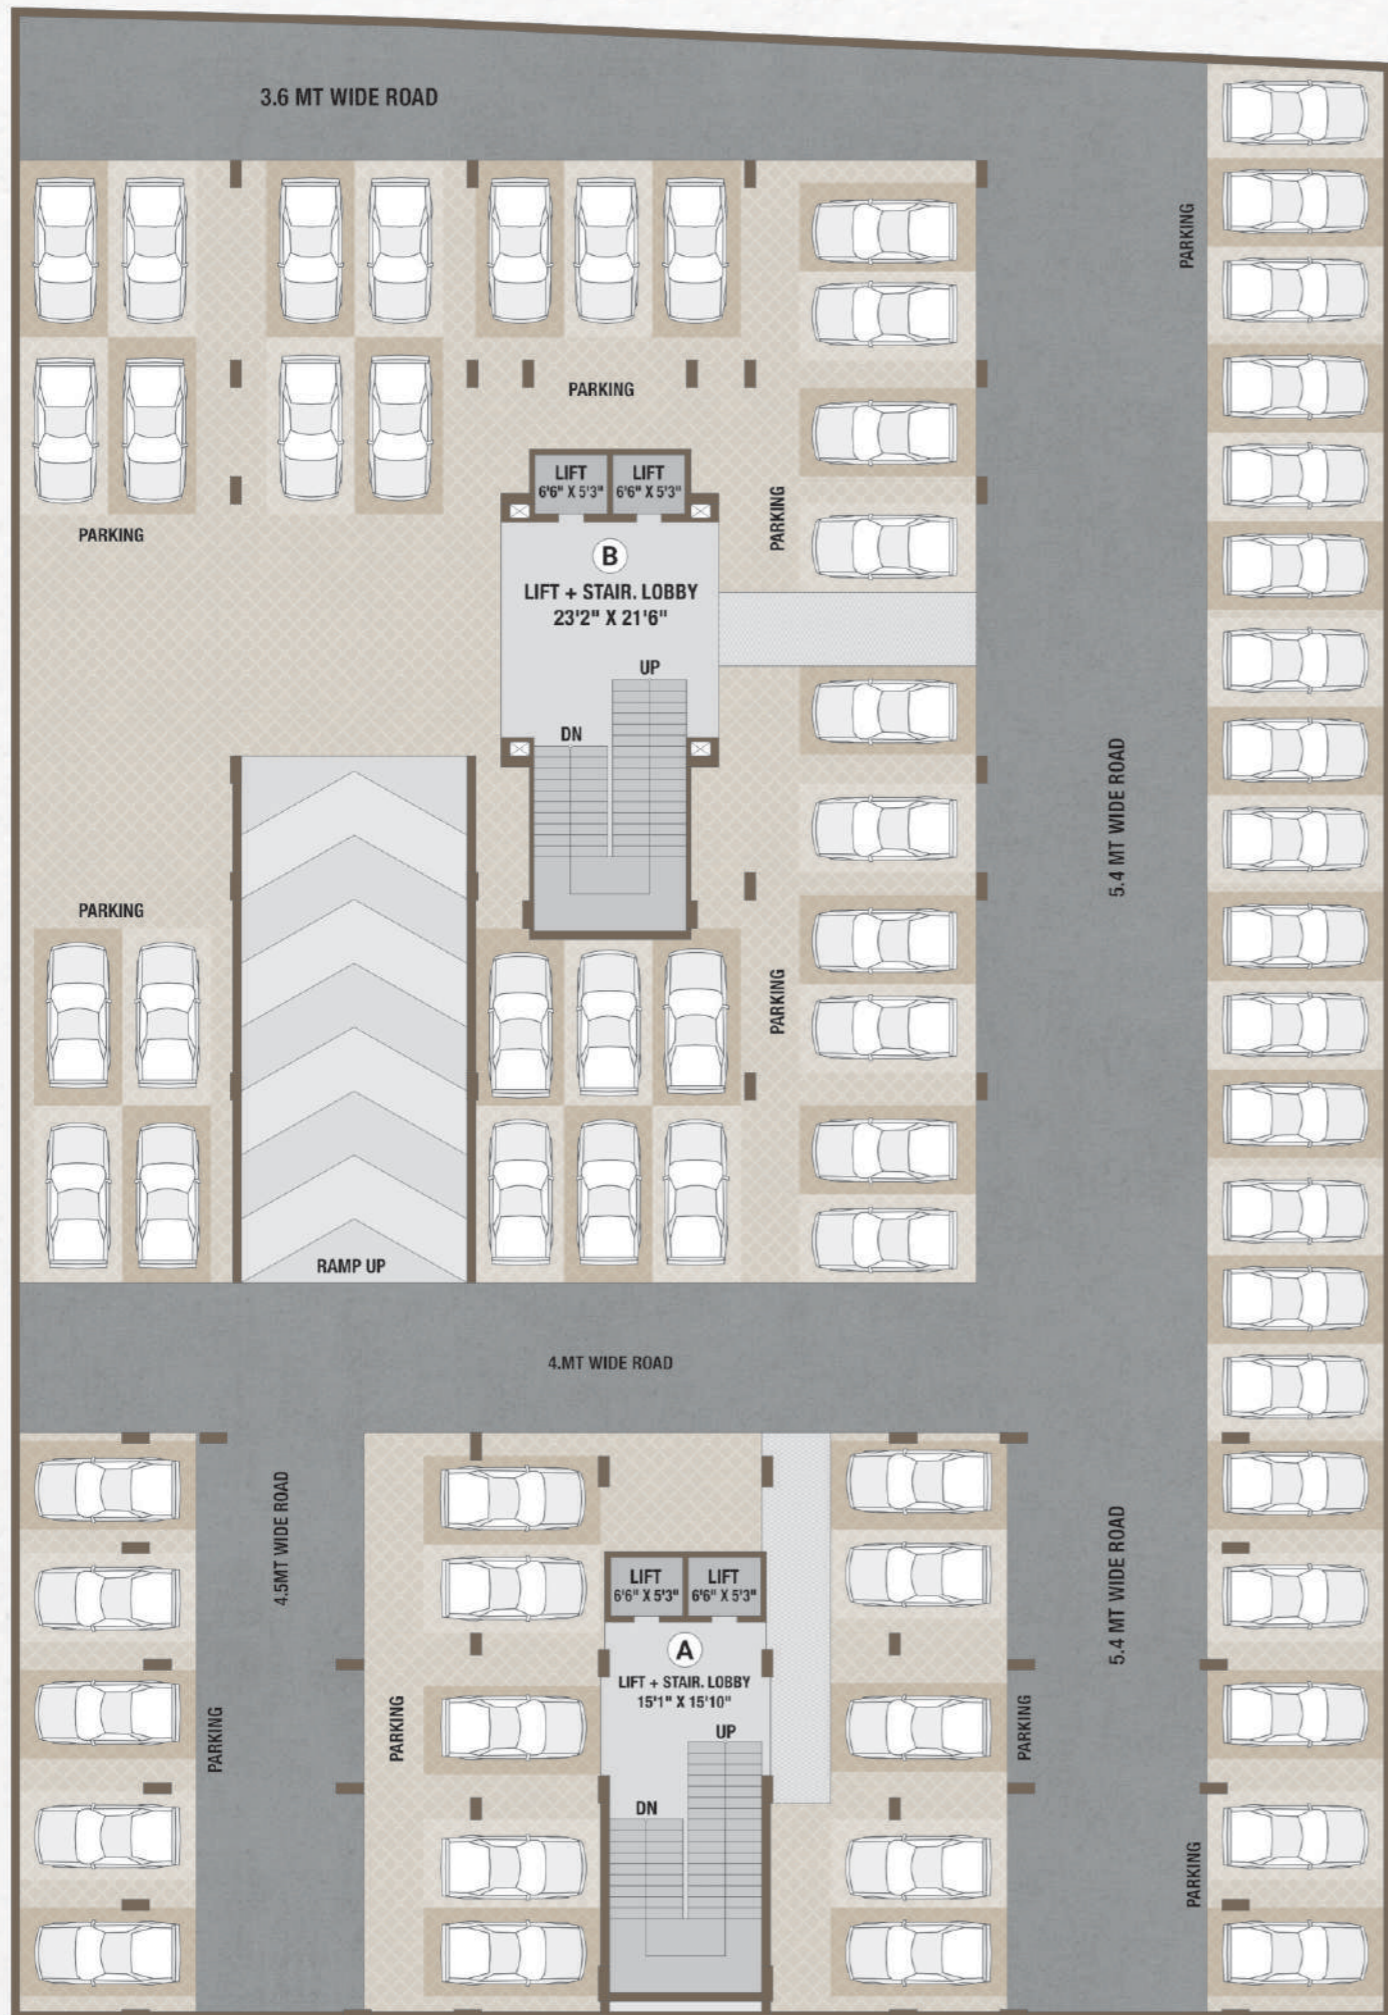 3.6 MT WIDE ROAD
PARKING
PARKING
LIFT
6'6" X 5'3"
LIFT
6'6" X 5'3"
PARKING
PARKING
B
LIFT + STAIR. LOBBY
23'2" X 21'6"
UP
DN
5.4 MT WIDE ROAD
PARKING
PARKING
RAMP UP
4.MT WIDE ROAD
4.5MT WIDE ROAD
5.4 MT WIDE ROAD
LIFT
6'6" X 5'3"
LIFT
6'6" X 5'3"
A
LIFT + STAIR. LOBBY
15'1" X 15'10"
PARKING
PARKING
PARKING
UP
DN
PARKING